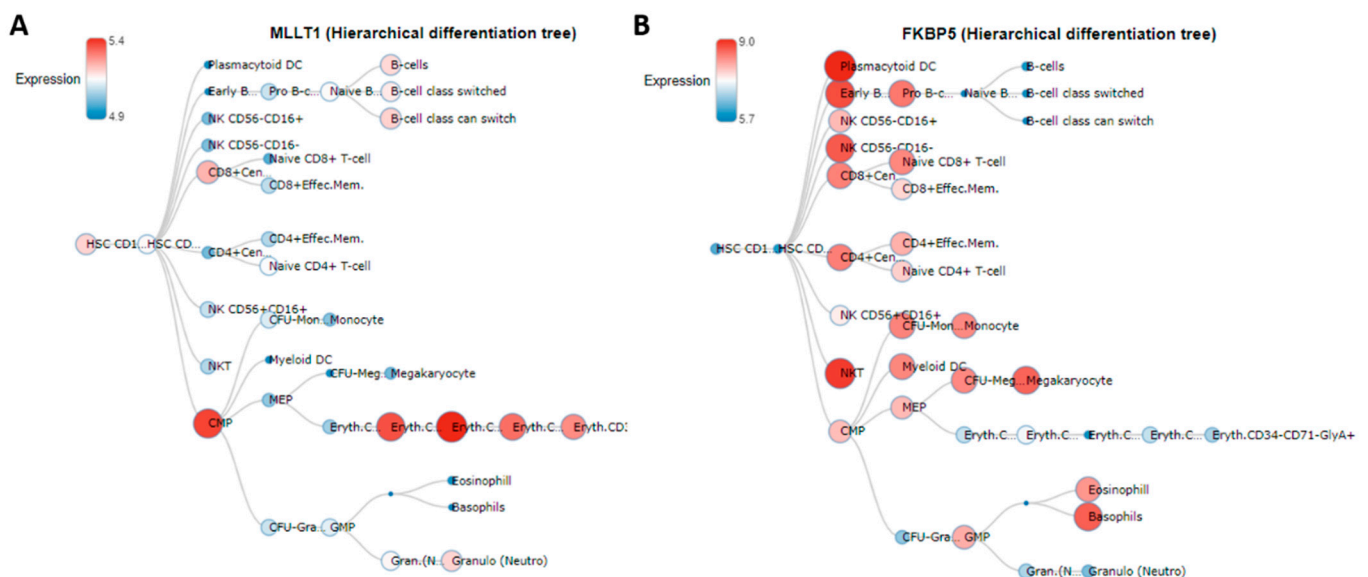 A
5.4
Expression
4.9
MLLT1 (Hierarchical differentiation tree)
Plasmacytoid DC
B-cells
Early B... Pro B-c... Naive B... B-cell class switched
NK CD56-CD16+
B-cell class can switch
NK CD56-CD16-
Naive CD8+ T-cell
CD8+Cen...
CD8+Effec.Mem.
HSC CD1... HSC CD...
CD4+Effec.Mem.
CD4+Cen...
Naive CD4+ T-cell
NK CD56+CD16+
CFU-Mon... Monocyte
NKT
Myeloid DC
CFU-Meg... Megakaryocyte
MEP
CMP
Eryth.C... Eryth.C... Eryth.C... Eryth.C... Eryth.CD3
Eosinophill
Basophils
CFU-Gra... GMP
Gran.(N... Granulo (Neutro)
B
9.0
Expression
5.7
FKBP5 (Hierarchical differentiation tree)
Plasmacytoid DC
B-cells
Early B... Pro B-c... Naive B... B-cell class switched
NK CD56-CD16+
B-cell class can switch
NK CD56-CD16-
Naive CD8+ T-cell
CD8+Cen...
CD8+Effec.Mem.
HSC CD1... HSC CD...
CD4+Effec.Mem.
CD4+Cen...
Naive CD4+ T-cell
NK CD56+CD16+
CFU-Mon... Monocyte
NKT
Myeloid DC
CFU-Meg... Megakaryocyte
MEP
CMP
Eryth.C... Eryth.C... Eryth.C... Eryth.C... Eryth.CD34-CD71-GlyA+
Eosinophill
Basophils
CFU-Gra... GMP
Gran.(N... Granulo (Neutro)